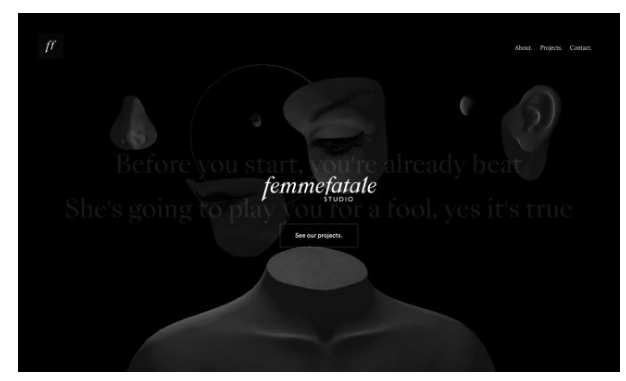 ff
About. Projects. Contact.
Before you start, you're already beat
femmefatale
STUDIO
She's going to play you for a fool, yes it's true
See our projects.